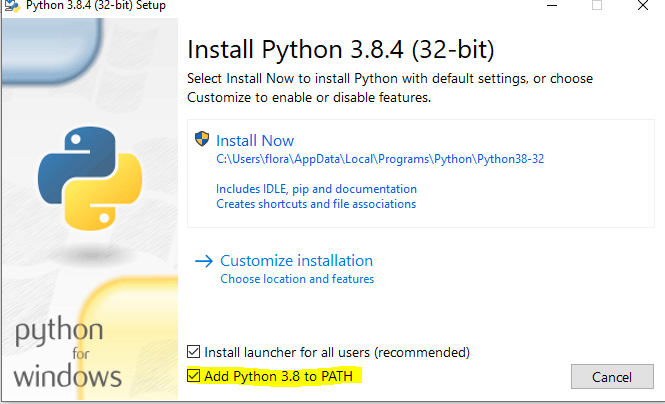 Python 3.8.4 (32-bit) Setup
Install Python 3.8.4 (32-bit)
Select Install Now to install Python with default settings, or choose
Customize to enable or disable features.
Install Now
C:\Users\flora\AppData\Local\Programs\Python\Python38-32
Includes IDLE, pip and documentation
Creates shortcuts and file associations
Customize installation
Choose location and features
python
for
windows
Install launcher for all users (recommended)
Add Python 3.8 to PATH
Cancel